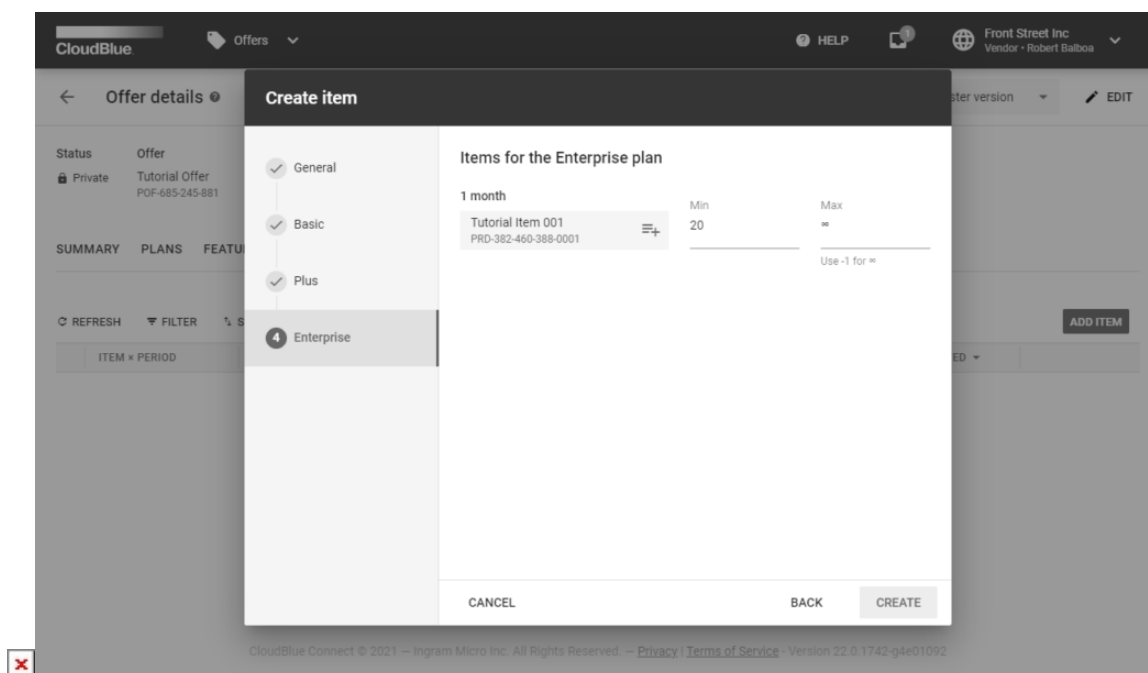 CloudBlue
Offers
HELP
1
Front Street Inc
Vendor · Robert Balboa
Offer details
Create item
ster version
EDIT
Status
Offer
Private
Tutorial Offer
POF-685-245-881
General
Items for the Enterprise plan
1 month
Min
Max
Tutorial Item 001
PRD-382-460-388-0001
20
∞
Use -1 for ∞
Basic
SUMMARY PLANS FEATU
Plus
REFRESH FILTER S
4 Enterprise
ADD ITEM
ITEM × PERIOD
ED
CANCEL
BACK
CREATE
CloudBlue Connect © 2021 — Ingram Micro Inc. All Rights Reserved. — Privacy | Terms of Service - Version 22.0.1742-g4e01092